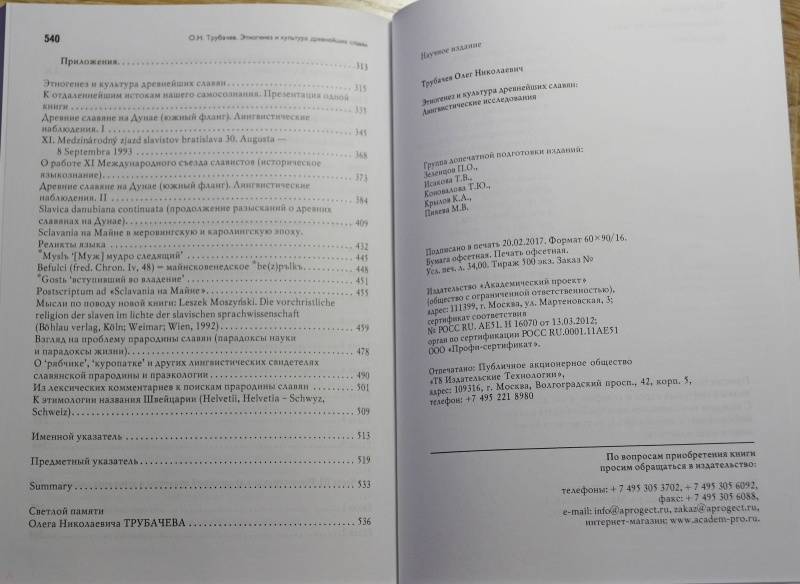 540
О.Н. Трубачев. Этногенез и культура древнейших славян
Приложения. 313
Этногенез и культура древнейших славян 315
К отдаленнейшим истокам нашего самосознания. Презентация одной
книги 331
Древние славяне на Дунае (южный фланг). Лингвистические
наблюдения. I 345
XI. Medzinárodný zjazd slavistov bratislava 30. Augusta —
8 Septembra 1993 368
О работе XI Международного съезда славистов (историческое
языкознание). 373
Древние славяне на Дунае (южный фланг). Лингвистические
наблюдения. II 384
Slavica danubiana continuata (продолжение разысканий о древних
славянах на Дунае). 409
Sclavania на Майне в меровингскую и каролингскую эпоху.
Реликты языка 432
*Myslъ '[Муж] мудро следящий' 445
Befulci (fred. Chron. Iv, 48) = майнсковенедское *be(z)pъlkъ. 448
*Gostь 'вступивший во владение' 451
Postscriptum ad «Sclavania на Майне» 455
Мысли по поводу новой книги: Leszek Moszyński. Die vorchristliche
religion der slaven im lichte der slavischen sprachwissenschaft
(Böhlau verlag, Köln; Weimar; Wien, 1992) 459
Взгляд на проблему прародины славян (парадоксы науки
и парадоксы жизни). 478
О 'рябчике', 'куропатке' и других лингвистических свидетелях
славянской прародины и праэкологии 490
Из лексических комментариев к поискам прародины славян 501
К этимологии названия Швейцарии (Helvetii, Helvetia – Schwyz,
Schweiz) 509
Именной указатель 513
Предметный указатель 519
Summary 533
Светлой памяти
Олега Николаевича ТРУБАЧЕВА 536
Научное издание
Трубачев Олег Николаевич
Этногенез и культура древнейших славян:
Лингвистические исследования
Группа допечатной подготовки изданий:
Зеленцов П.О.,
Исакова Т.В.,
Коновалова Т.Ю.,
Крылов К.А.,
Пивева М.В.
Подписано в печать 20.02.2017. Формат 60×90/16.
Бумага офсетная. Печать офсетная.
Усл. печ. л. 34,00. Тираж 500 экз. Заказ №
Издательство «Академический проект»
(общество с ограниченной ответственностью),
адрес: 111399, г. Москва, ул. Мартеновская, 3;
сертификат соответствия
№ РОСС RU. АЕ51. Н 16070 от 13.03.2012;
орган по сертификации РОСС RU.0001.11АЕ51
ООО «Профи-сертификат».
Отпечатано: Публичное акционерное общество
«Т8 Издательские Технологии»,
адрес: 109316, г. Москва, Волгоградский просп., 42, корп. 5,
телефон: +7 495 221 8980
По вопросам приобретения книги
просим обращаться в издательство:
телефоны: + 7 495 305 3702, + 7 495 305 6092,
факс: + 7 495 305 6088,
e-mail: info@aprogect.ru, zakaz@aprogect.ru,
интернет-магазин: www.academ-pro.ru.